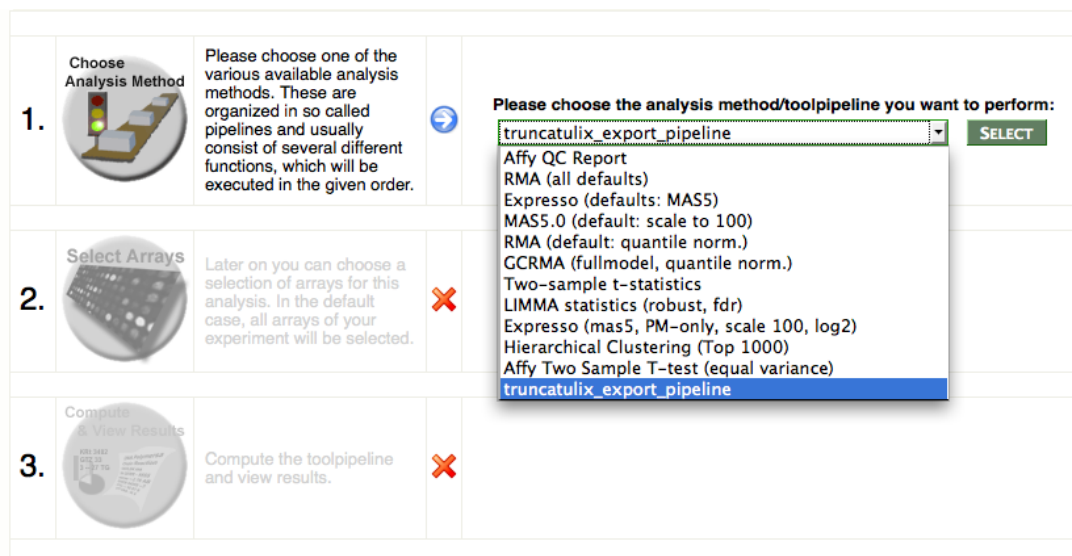 1.
Choose
Analysis Method
Please choose one of the
various available analysis
methods. These are
organized in so called
pipelines and usually
consist of several different
functions, which will be
executed in the given order.
Please choose the analysis method/toolpipeline you want to perform:
truncatulix_export_pipeline
SELECT
Affy QC Report
RMA (all defaults)
Expresso (defaults: MAS5)
MAS5.0 (default: scale to 100)
RMA (default: quantile norm.)
GCRMA (fullmodel, quantile norm.)
Two-sample t-statistics
LIMMA statistics (robust, fdr)
Expresso (mas5, PM-only, scale 100, log2)
Hierarchical Clustering (Top 1000)
Affy Two Sample T-test (equal variance)
truncatulix_export_pipeline
2.
Select Arrays
Later on you can choose a
selection of arrays for this
analysis. In the default
case, all arrays of your
experiment will be selected.
3.
Compute
& View Results
Compute the toolpipeline
and view results.